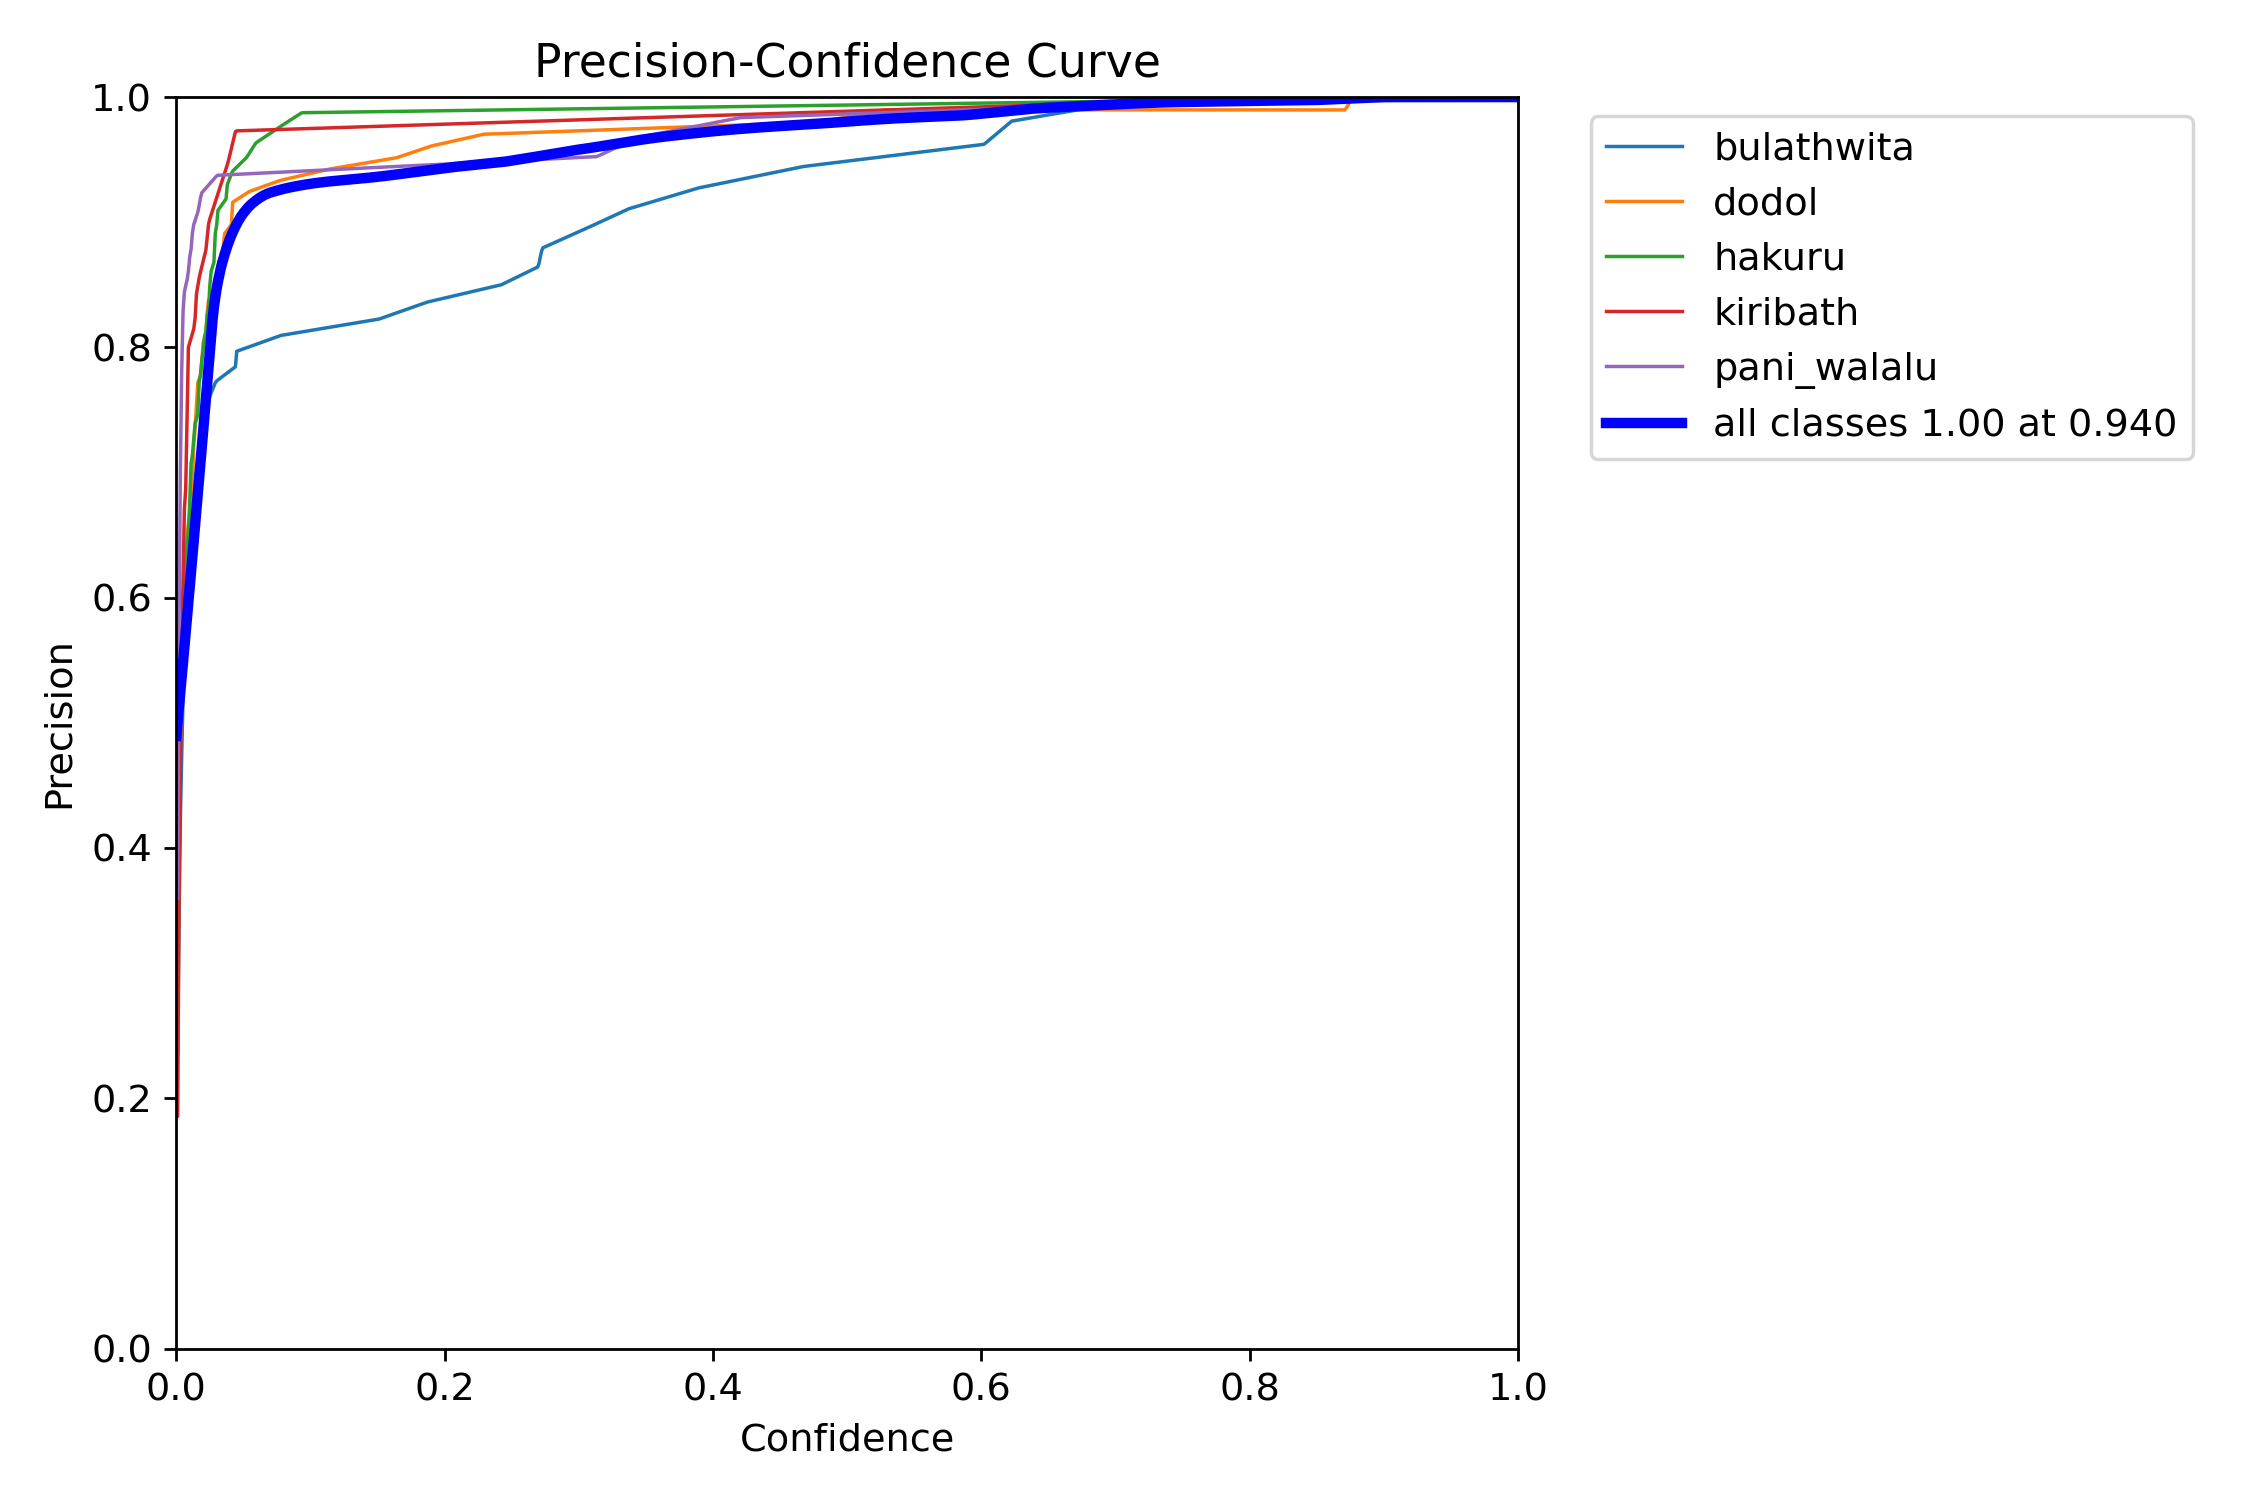 Precision-Confidence Curve
1.0
0.8
0.6
0.4
0.2
0.0
Precision
0.0 0.2 0.4 0.6 0.8 1.0
Confidence
bulathwita
dodol
hakuru
kiribath
pani_walalu
all classes 1.00 at 0.940